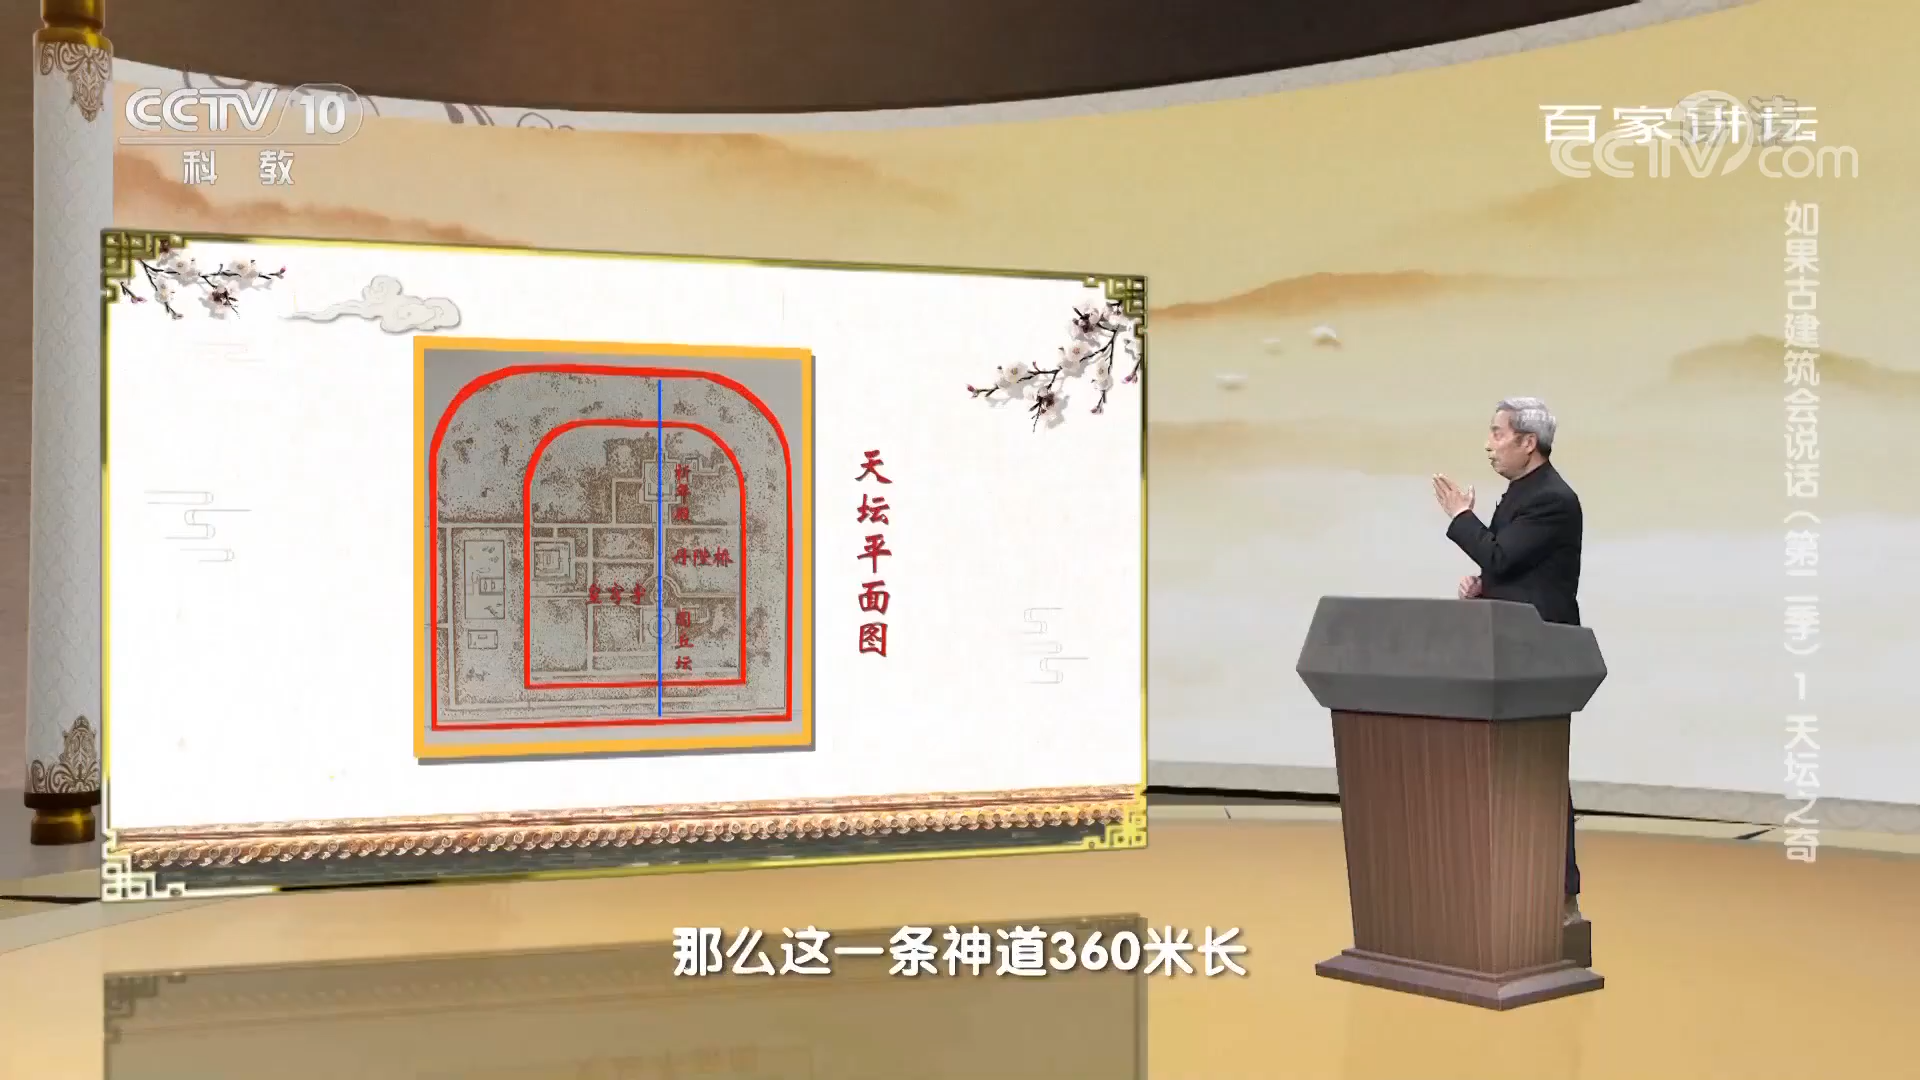 CCTV 10
科 教
百家讲坛
CCTV.com
如果古建筑会说话（第二季）1 天坛之奇
天坛平面图
祈年殿
丹陛桥
皇穹宇
圜丘坛
那么这一条神道360米长